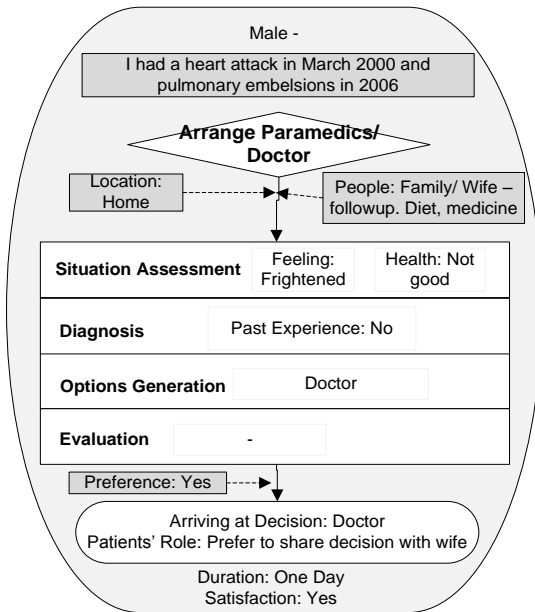 Male -
I had a heart attack in March 2000 and
pulmonary embelsions in 2006
Arrange Paramedics/
Doctor
Location:
Home
People: Family/ Wife –
followup. Diet, medicine
Situation Assessment
Feeling:
Frightened
Health: Not
good
Diagnosis
Past Experience: No
Options Generation
Doctor
Evaluation
-
Preference: Yes
Arriving at Decision: Doctor
Patients' Role: Prefer to share decision with wife
Duration: One Day
Satisfaction: Yes